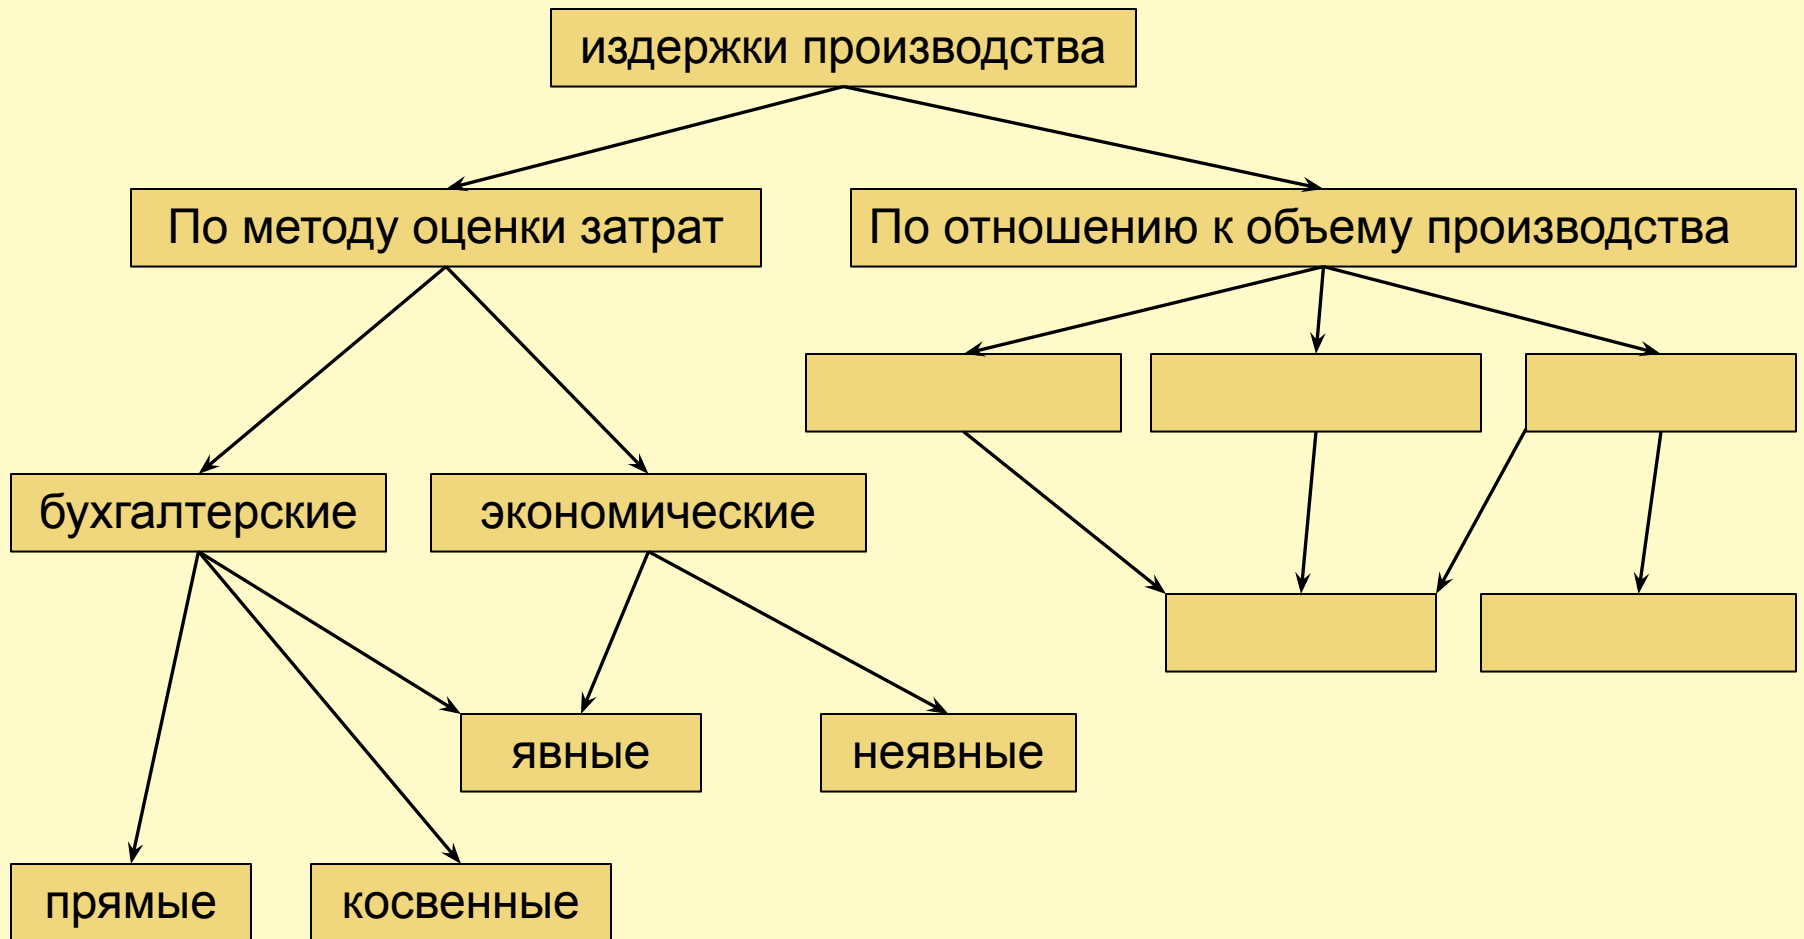 издержки производства
По методу оценки затрат
По отношению к объему производства
бухгалтерские
экономические
явные
неявные
прямые
косвенные